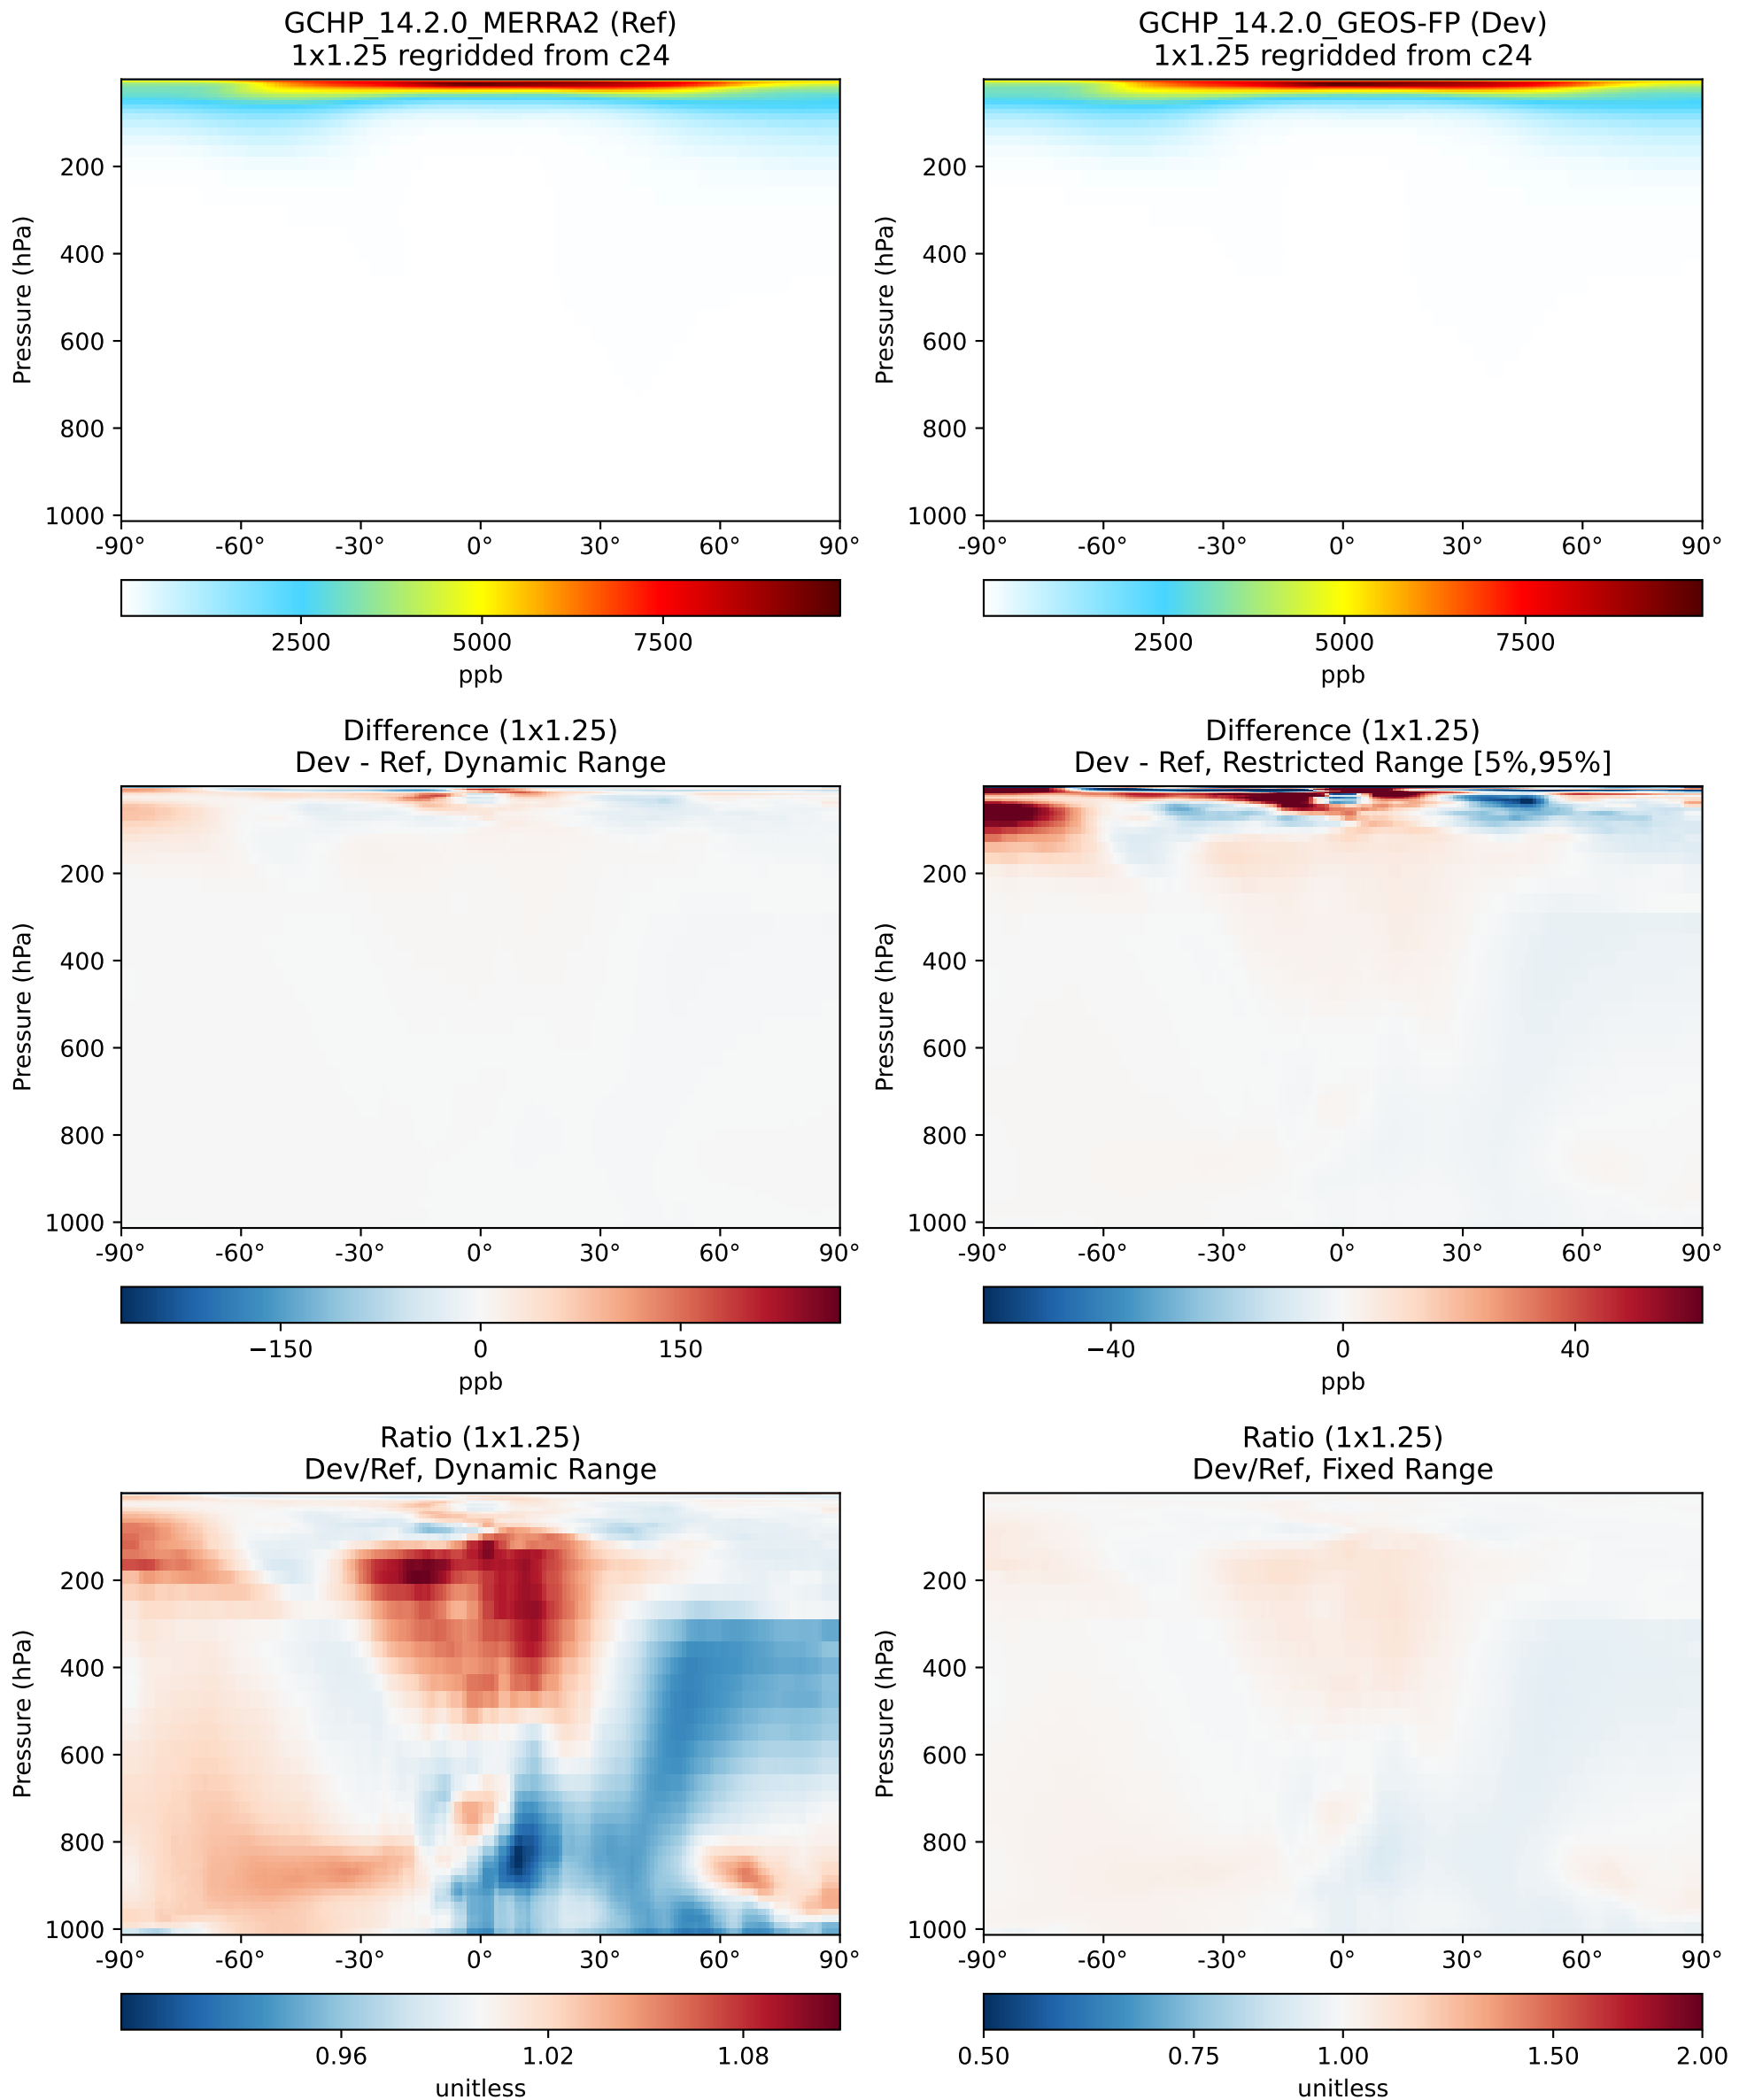 GCHP_14.2.0_MERRA2 (Ref)
1x1.25 regridded from c24
Pressure (hPa)
200
400
600
800
1000
-90° -60° -30° 0° 30° 60° 90°
2500 5000 7500
ppb
GCHP_14.2.0_GEOS-FP (Dev)
1x1.25 regridded from c24
Pressure (hPa)
200
400
600
800
1000
-90° -60° -30° 0° 30° 60° 90°
2500 5000 7500
ppb
Difference (1x1.25)
Dev - Ref, Dynamic Range
Pressure (hPa)
200
400
600
800
1000
-90° -60° -30° 0° 30° 60° 90°
−150 0 150
ppb
Difference (1x1.25)
Dev - Ref, Restricted Range [5%,95%]
Pressure (hPa)
200
400
600
800
1000
-90° -60° -30° 0° 30° 60° 90°
−40 0 40
ppb
Ratio (1x1.25)
Dev/Ref, Dynamic Range
Pressure (hPa)
200
400
600
800
1000
-90° -60° -30° 0° 30° 60° 90°
0.96 1.02 1.08
unitless
Ratio (1x1.25)
Dev/Ref, Fixed Range
Pressure (hPa)
200
400
600
800
1000
-90° -60° -30° 0° 30° 60° 90°
0.50 0.75 1.00 1.50 2.00
unitless